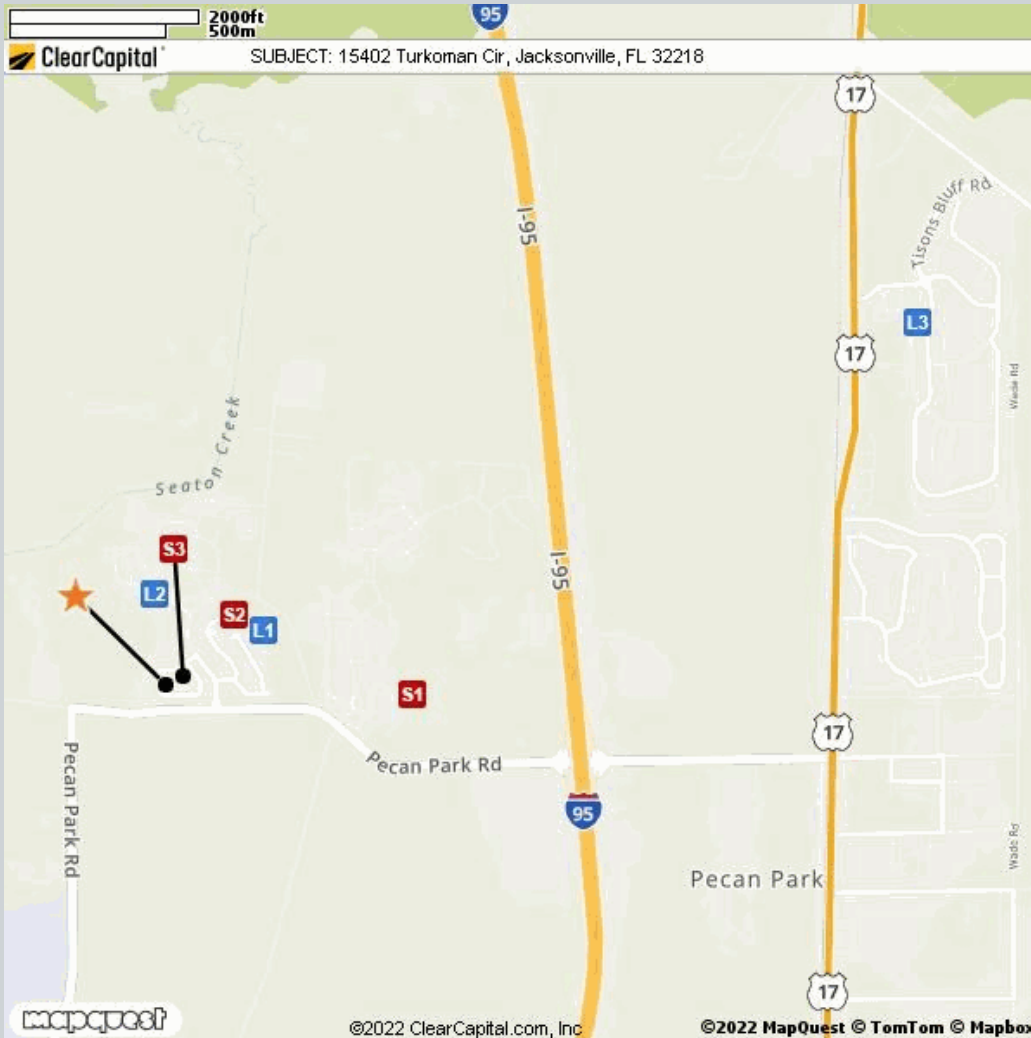 2000ft
500m
95
ClearCapital
SUBJECT: 15402 Turkoman Cir, Jacksonville, FL 32218
17
Tisons Bluff Rd
I-95
L3
17
Wade Rd
Seaton Creek
S3
I-95
L2
S2
L1
S1
17
Pecan Park Rd
Pecan Park Rd
95
Wade Rd
Pecan Park
17
mapquest
©2022 ClearCapital.com, Inc
©2022 MapQuest © TomTom © Mapbox